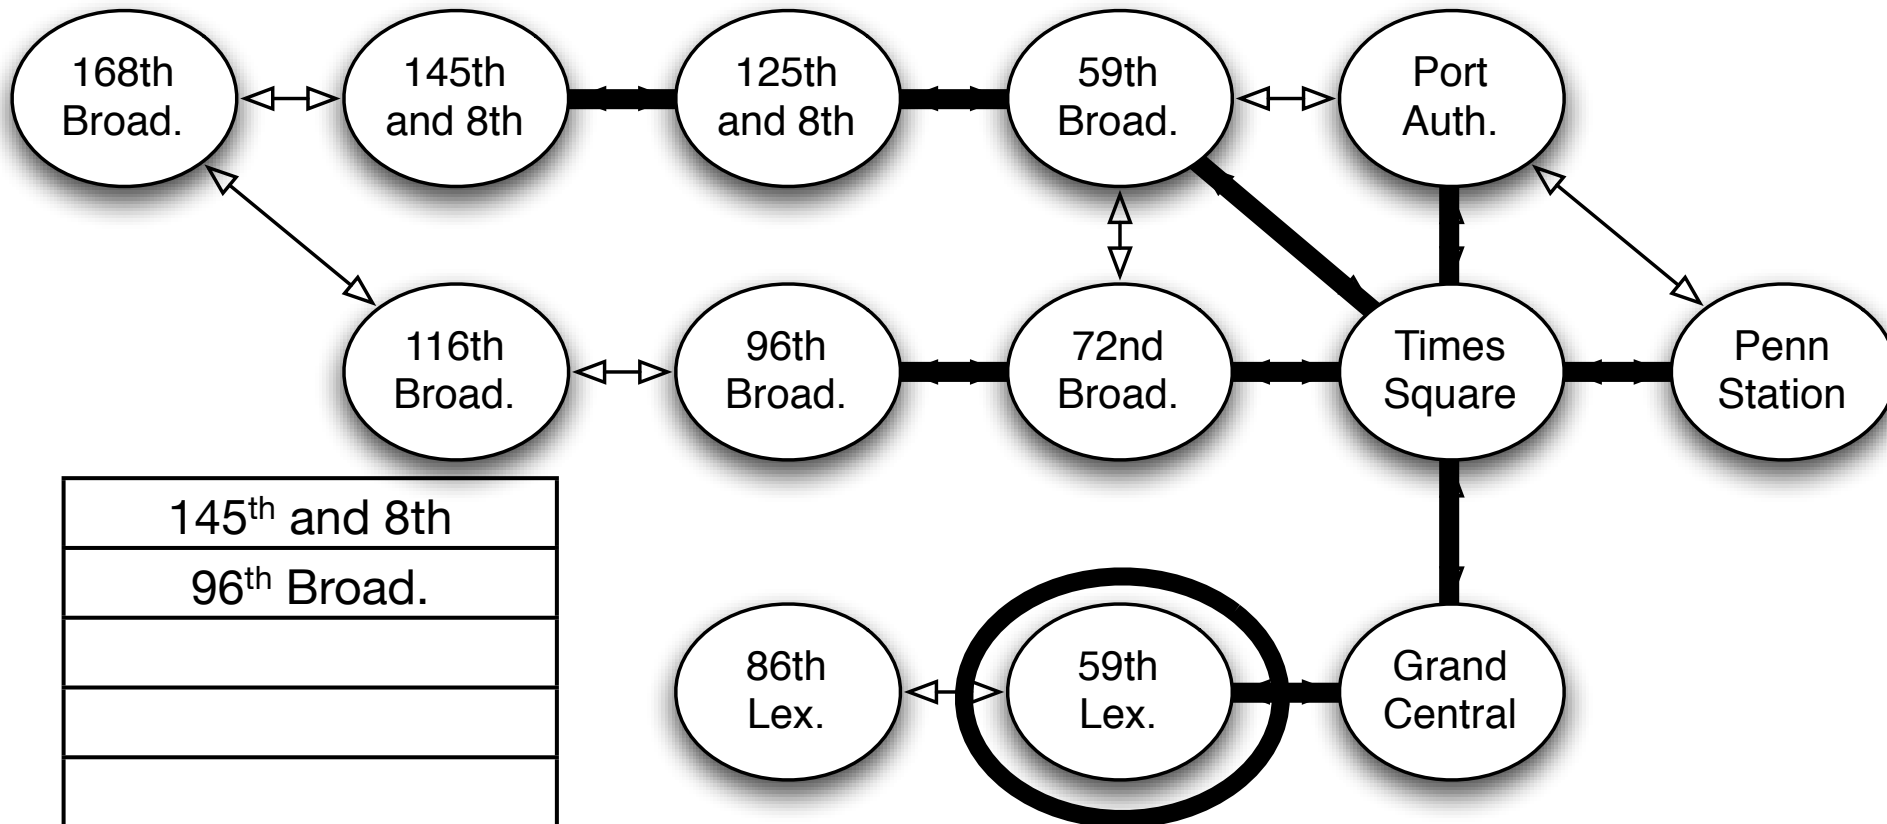 168th
Broad.
145th
and 8th
125th
and 8th
59th
Broad.
Port
Auth.
116th
Broad.
96th
Broad.
72nd
Broad.
Times
Square
Penn
Station
145th and 8th
96th Broad.
86th
Lex.
59th
Lex.
Grand
Central